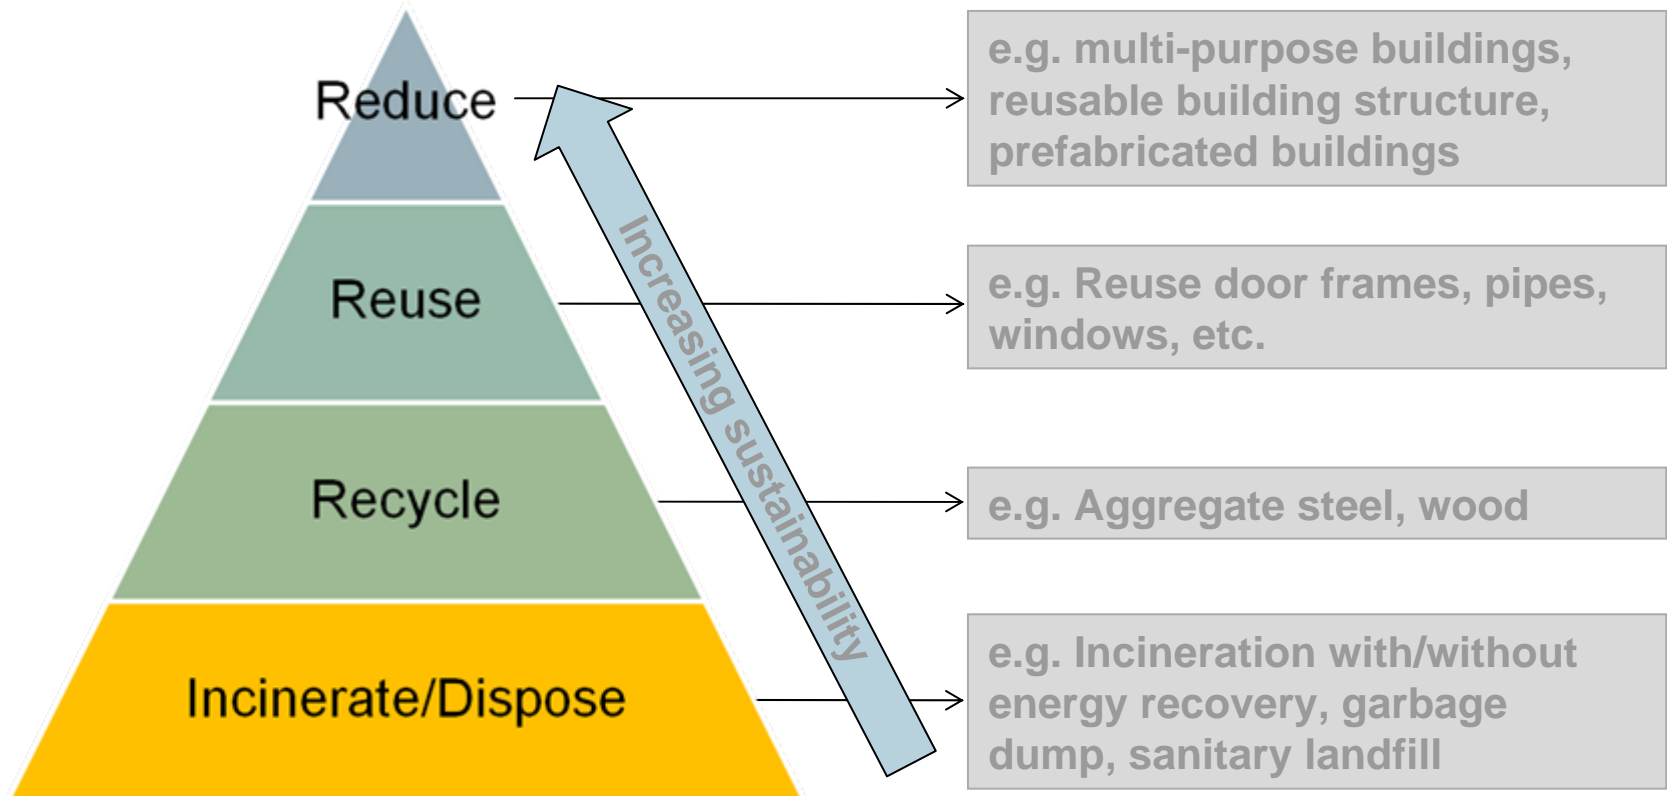 Reduce
e.g. multi-purpose buildings,
reusable building structure,
prefabricated buildings
Reuse
e.g. Reuse door frames, pipes,
windows, etc.
Increasing sustainability
Recycle
e.g. Aggregate steel, wood
Incinerate/Dispose
e.g. Incineration with/without
energy recovery, garbage
dump, sanitary landfill